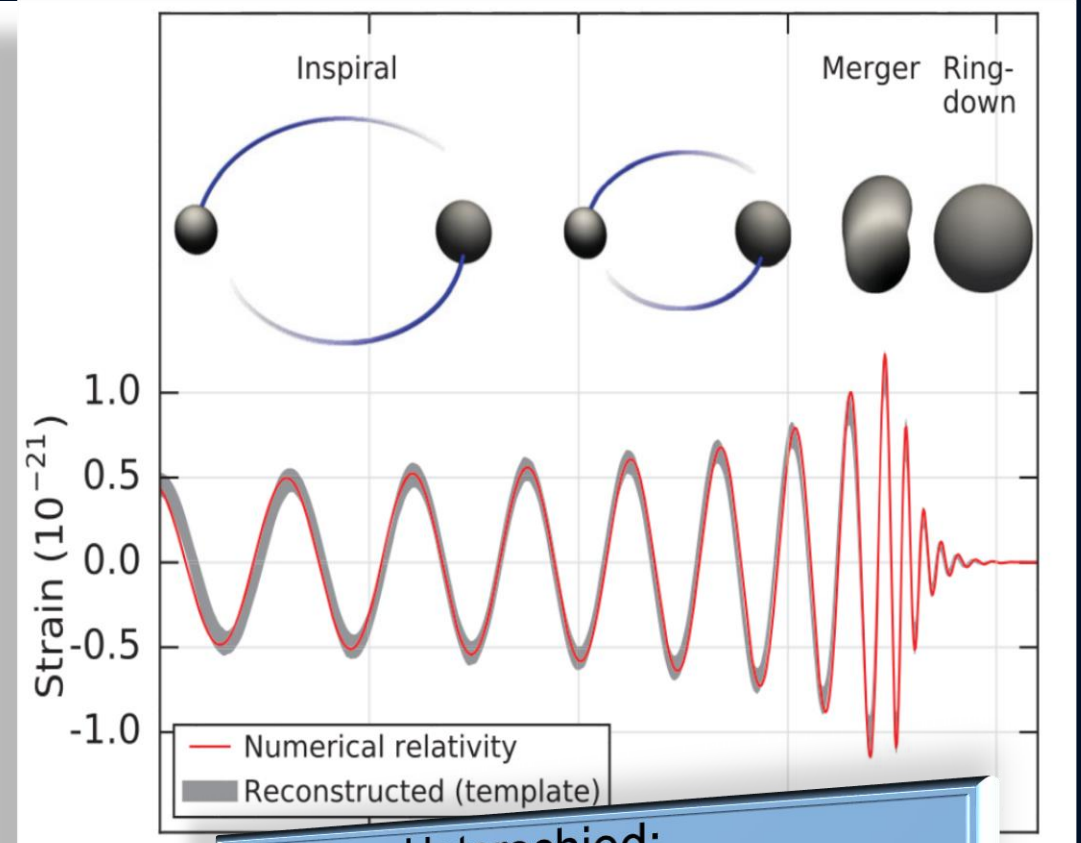 Inspiral
Merger
Ring-
down
1.0
0.5
0.0
-0.5
-1.0
Strain (10⁻²¹)
Numerical relativity
Reconstructed (template)